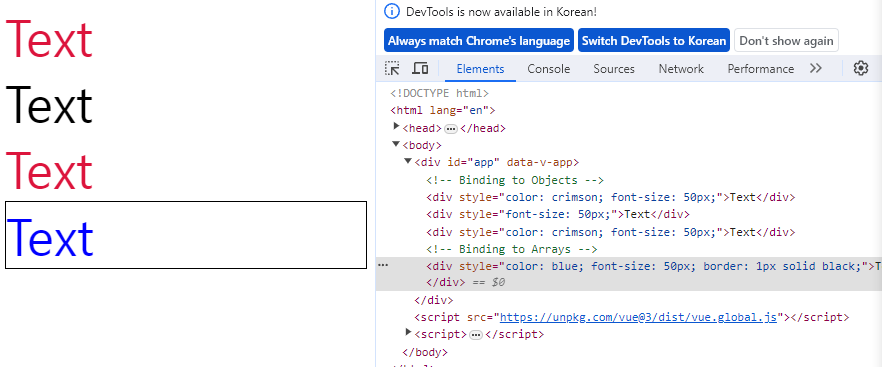 Text
Text
Text
Text
DevTools is now available in Korean!
Always match Chrome's language Switch DevTools to Korean Don't show again
Elements Console Sources Network Performance
<!DOCTYPE html>
<html lang="en">
<head> ··· </head>
<body>
<div id="app" data-v-app>
<!-- Binding to Objects -->
<div style="color: crimson; font-size: 50px;">Text</div>
<div style="font-size: 50px;">Text</div>
<div style="color: crimson; font-size: 50px;">Text</div>
<!-- Binding to Arrays -->
··· <div style="color: blue; font-size: 50px; border: 1px solid black;">T
</div> == $0
</div>
<script src="https://unpkg.com/vue@3/dist/vue.global.js"></script>
<script> ··· </script>
</body>